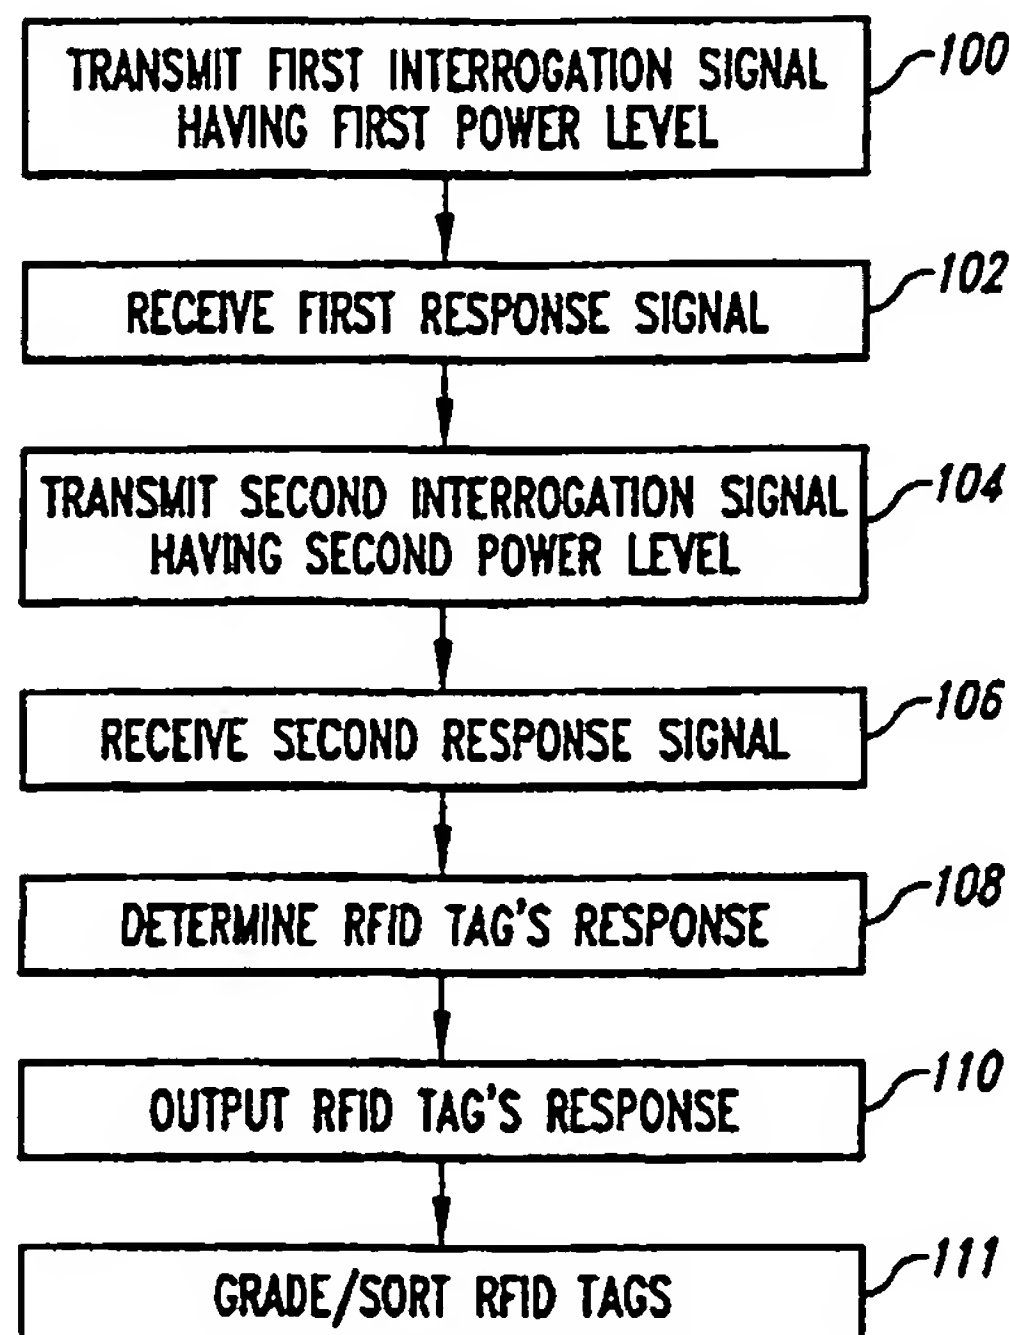 TRANSMIT FIRST INTERROGATION SIGNAL
HAVING FIRST POWER LEVEL
100
RECEIVE FIRST RESPONSE SIGNAL
102
TRANSMIT SECOND INTERROGATION SIGNAL
HAVING SECOND POWER LEVEL
104
RECEIVE SECOND RESPONSE SIGNAL
106
DETERMINE RFID TAG'S RESPONSE
108
OUTPUT RFID TAG'S RESPONSE
110
GRADE/SORT RFID TAGS
111